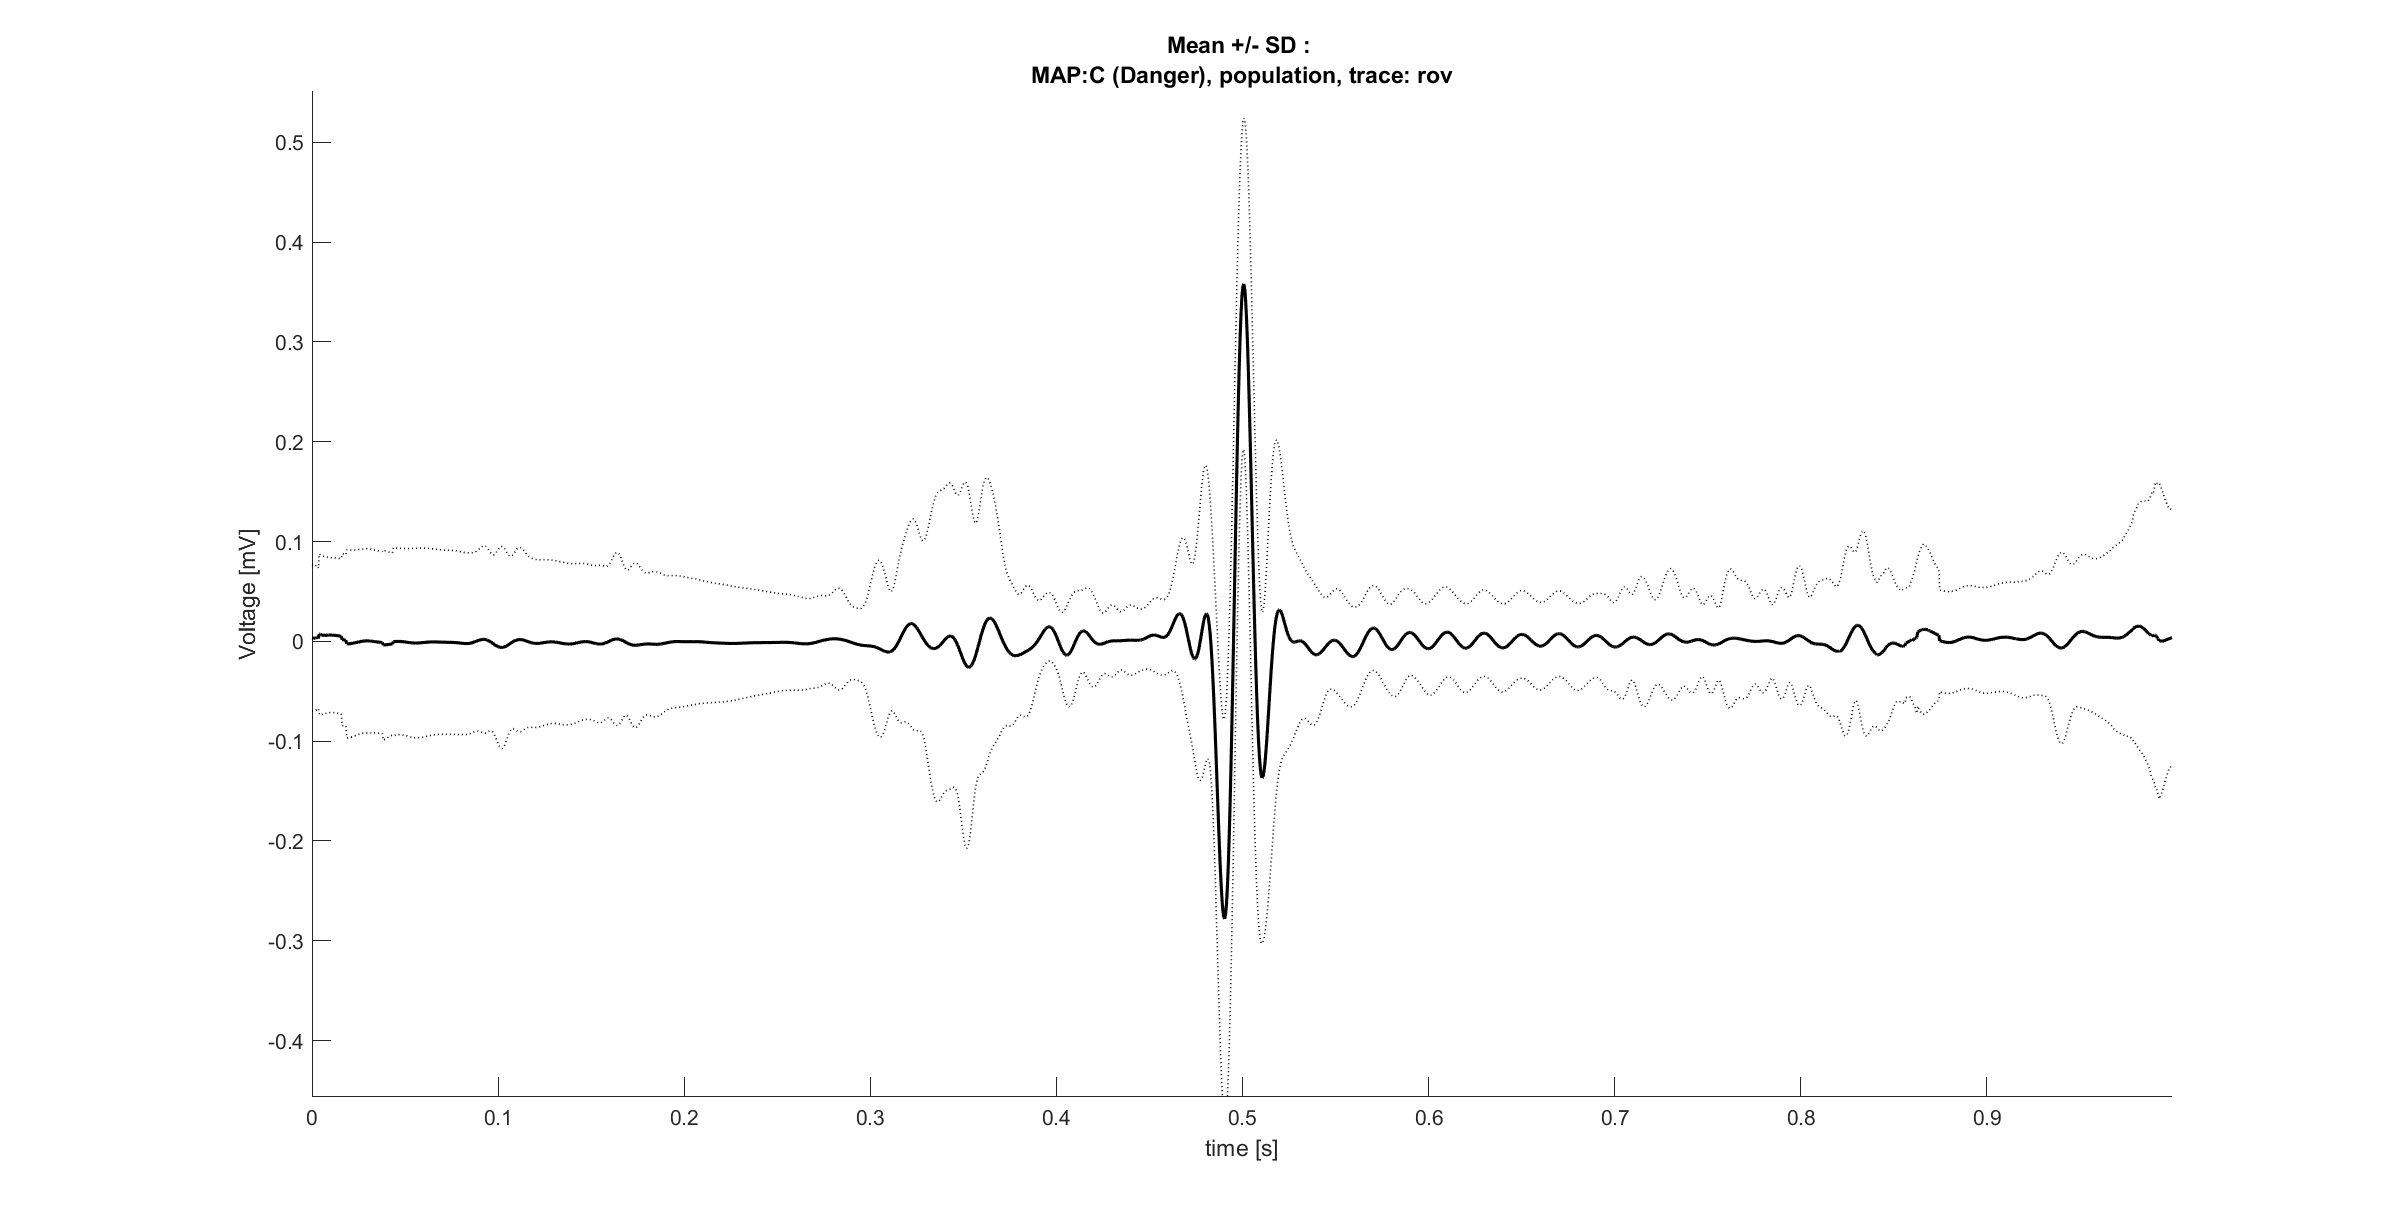 Mean +/- SD :
MAP:C (Danger), population, trace: rov
Voltage [mV]
0.5
0.4
0.3
0.2
0.1
0
-0.1
-0.2
-0.3
-0.4
0 0.1 0.2 0.3 0.4 0.5 0.6 0.7 0.8 0.9
time [s]